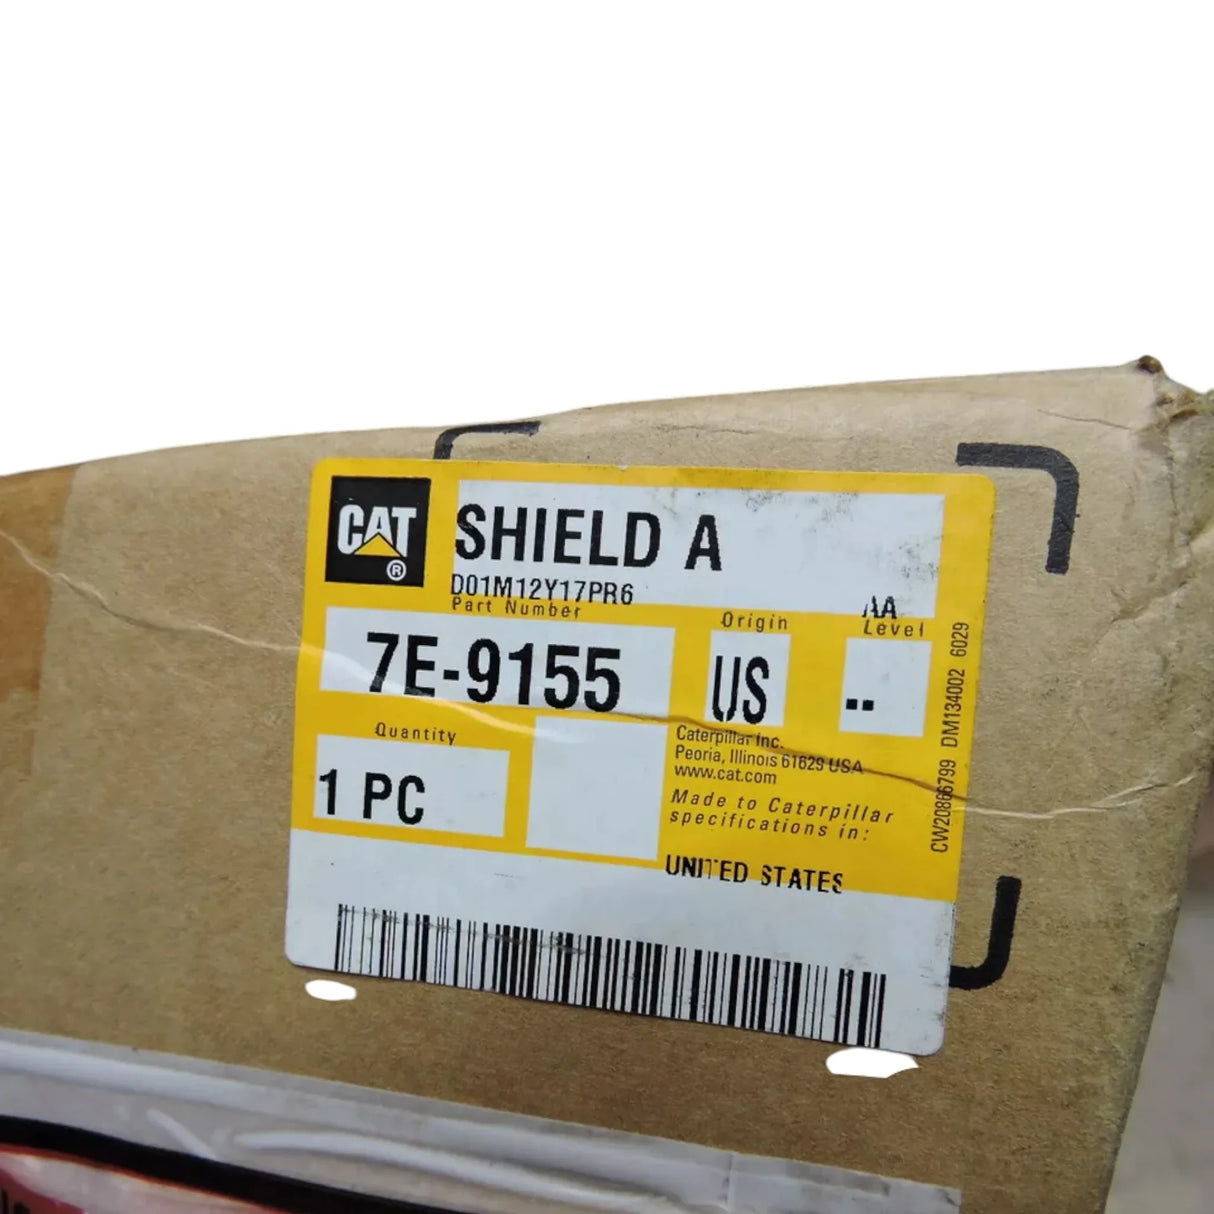 CAT
®
SHIELD A
D01M12Y17PR6
AA
Part Number
Origin
Level
7E-9155
US
--
Quantity
1 PC
Caterpillar Inc.
Peoria, Illinois 61629 USA
www.cat.com
Made to Caterpillar
specifications in:
UNITED STATES
CW20866799 DM134002 6029